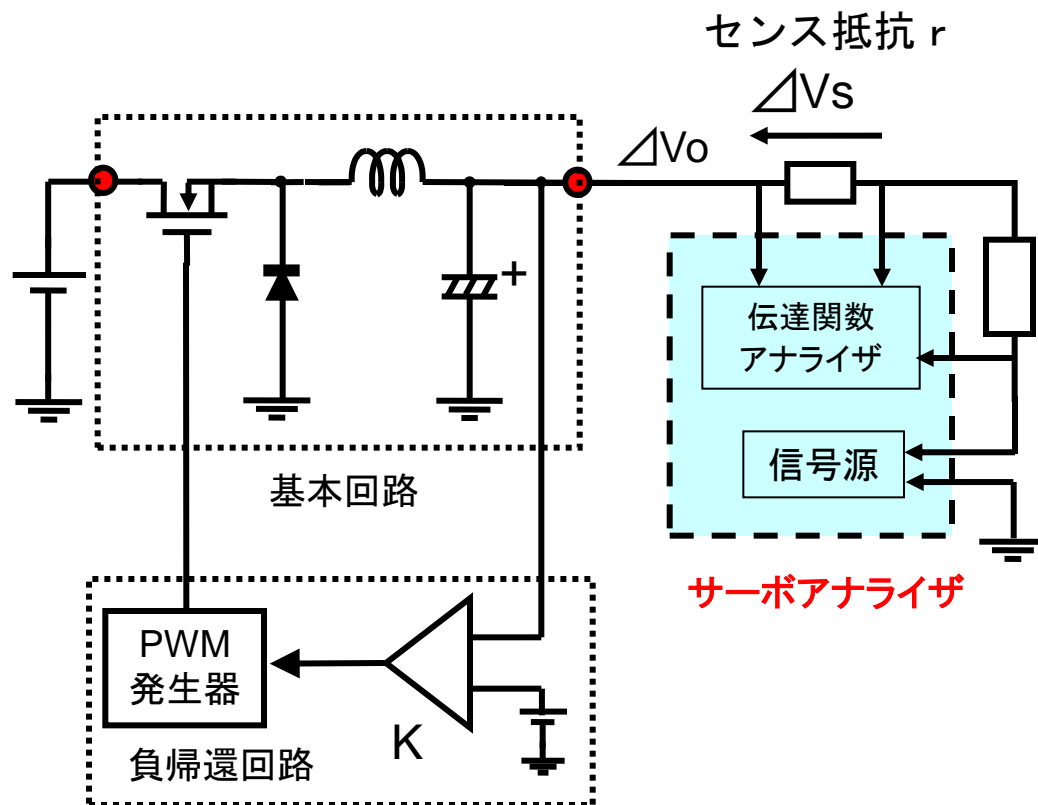 センス抵抗 r
⊿Vs
⊿Vo
伝達関数
アナライザ
信号源
サーボアナライザ
+
基本回路
PWM
発生器
K
負帰還回路